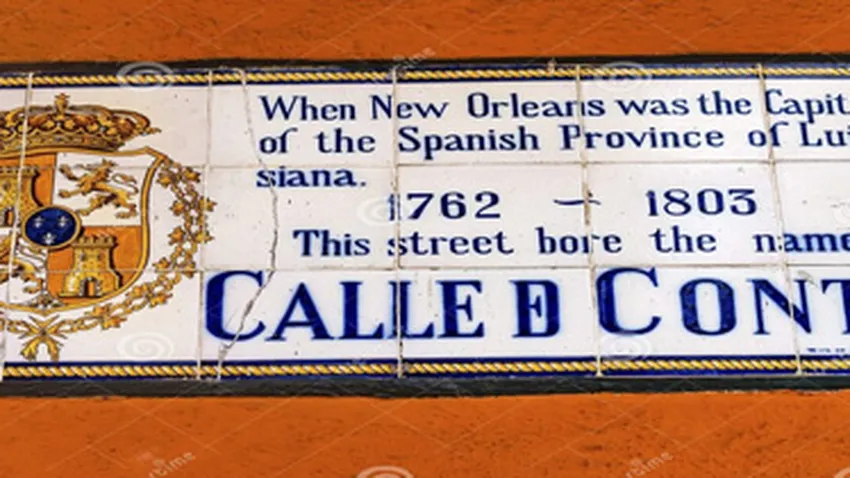 When New Orleans was the Capit
of the Spanish Province of Lui
siana.
1762 ~ 1803
This street bore the name
CALLE D CONT